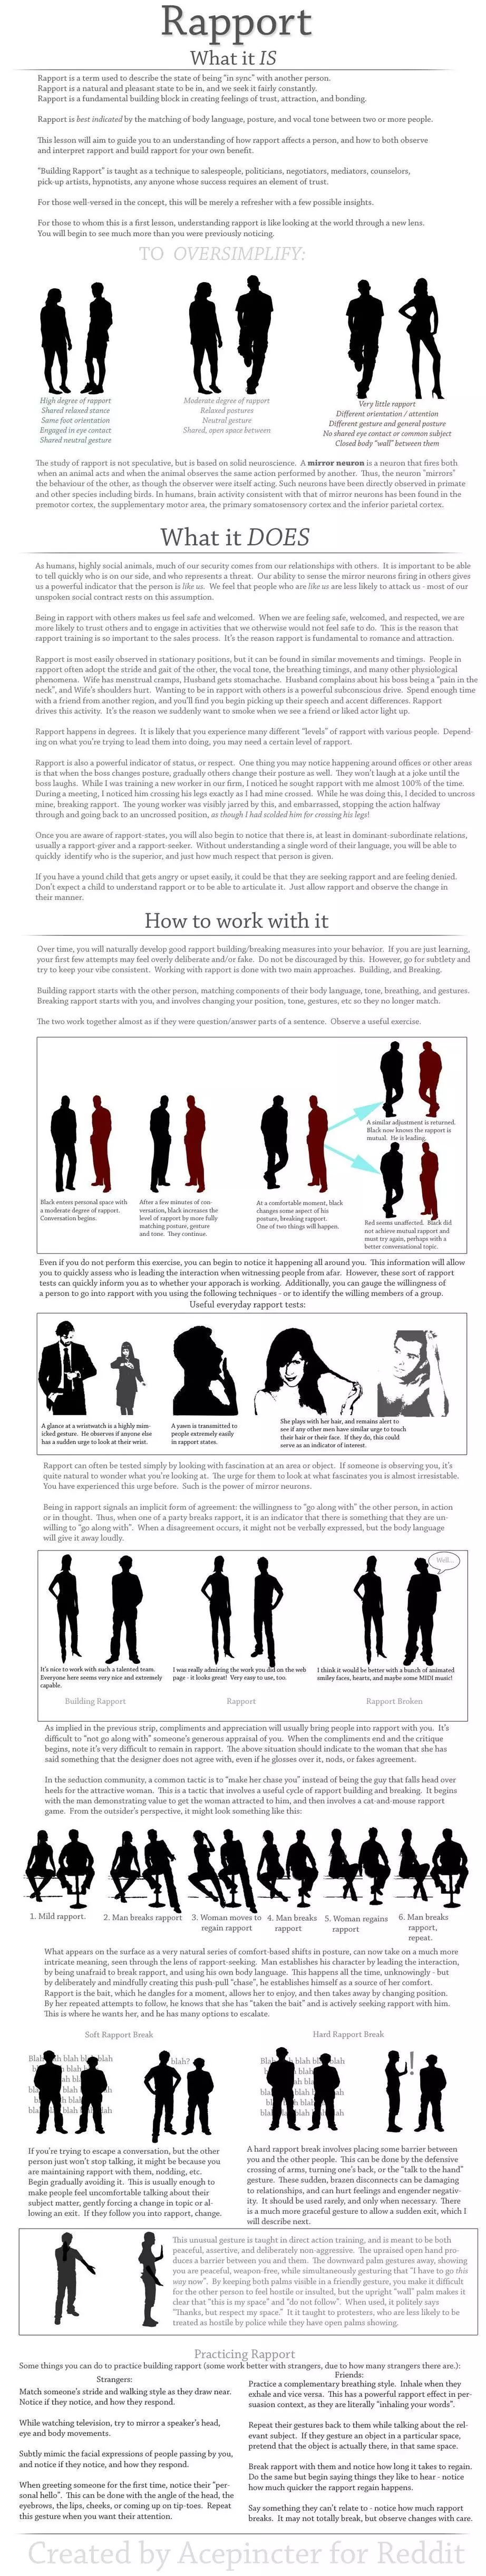 Rapport
What it IS
Rapport is a term used to describe the state of being "in sync" with another person.
Rapport is a natural and pleasant state to be in, and we seek it fairly constantly.
Rapport is a fundamental building block in creating feelings of trust, attraction, and bonding.
Rapport is best indicated by the matching of body language, posture, and vocal tone between two or more people.
This lesson will aim to guide you to an understanding of how rapport affects a person, and how to both observe
and interpret rapport and build rapport for your own benefit.
"Building Rapport" is taught as a technique to salespeople, politicians, negotiators, mediators, counselors,
pick-up artists, hypnotists, any anyone whose success requires an element of trust.
For those well-versed in the concept, this will be merely a refresher with a few possible insights.
For those to whom this is a first lesson, understanding rapport is like looking at the world through a new lens.
You will begin to see much more than you were previously noticing.
TO OVERSIMPLIFY:
High degree of rapport
Shared relaxed stance
Same foot orientation
Engaged in eye contact
Shared neutral gesture
Moderate degree of rapport
Relaxed postures
Neutral gesture
Shared, open space between
Very little rapport
Different orientation / attention
Different gesture and general posture
No shared eye contact or common subject
Closed body "wall" between them
The study of rapport is not speculative, but is based on solid neuroscience. A mirror neuron is a neuron that fires both
when an animal acts and when the animal observes the same action performed by another. Thus, the neuron "mirrors"
the behaviour of the other, as though the observer were itself acting. Such neurons have been directly observed in primate
and other species including birds. In humans, brain activity consistent with that of mirror neurons has been found in the
premotor cortex, the supplementary motor area, the primary somatosensory cortex and the inferior parietal cortex.
What it DOES
As humans, highly social animals, much of our security comes from our relationships with others. It is important to be able
to tell quickly who is on our side, and who represents a threat. Our ability to sense the mirror neurons firing in others gives
us a powerful indicator that the person is like us. We feel that people who are like us are less likely to attack us - most of our
unspoken social contract rests on this assumption.
Being in rapport with others makes us feel safe and welcomed. When we are feeling safe, welcomed, and respected, we are
more likely to trust others and to engage in activities that we otherwise would not feel safe to do. This is the reason that
rapport training is so important to the sales process. It's the reason rapport is fundamental to romance and attraction.
Rapport is most easily observed in stationary positions, but it can be found in similar movements and timings. People in
rapport often adopt the stride and gait of the other, the vocal tone, the breathing timings, and many other physiological
phenomena. Wife has menstrual cramps, Husband gets stomachache. Husband complains about his boss being a "pain in the
neck", and Wife's shoulders hurt. Wanting to be in rapport with others is a powerful subconscious drive. Spend enough time
with a friend from another region, and you'll find you begin picking up their speech and accent differences. Rapport
drives this activity. It's the reason we suddenly want to smoke when we see a friend or liked actor light up.
Rapport happens in degrees. It is likely that you experience many different "levels" of rapport with various people. Depend-
ing on what you're trying to lead them into doing, you may need a certain level of rapport.
Rapport is also a powerful indicator of status, or respect. One thing you may notice happening around offices or other areas
is that when the boss changes posture, gradually others change their posture as well. They won't laugh at a joke until the
boss laughs. While I was training a new worker in our firm, I noticed he sought rapport with me almost 100% of the time.
During a meeting, I noticed him crossing his legs exactly as I had mine crossed. While he was doing this, I decided to uncross
mine, breaking rapport. The young worker was visibly jarred by this, and embarrassed, stopping the action halfway
through and going back to an uncrossed position, as though I had scolded him for crossing his legs!
Once you are aware of rapport-states, you will also begin to notice that there is, at least in dominant-subordinate relations,
usually a rapport-giver and a rapport-seeker. Without understanding a single word of their language, you will be able to
quickly identify who is the superior, and just how much respect that person is given.
If you have a yound child that gets angry or upset easily, it could be that they are seeking rapport and are feeling denied.
Don't expect a child to understand rapport or to be able to articulate it. Just allow rapport and observe the change in
their manner.
How to work with it
Over time, you will naturally develop good rapport building/breaking measures into your behavior. If you are just learning,
your first few attempts may feel overly deliberate and/or fake. Do not be discouraged by this. However, go for subtlety and
try to keep your vibe consistent. Working with rapport is done with two main approaches. Building, and Breaking.
Building rapport starts with the other person, matching components of their body language, tone, breathing, and gestures.
Breaking rapport starts with you, and involves changing your position, tone, gestures, etc so they no longer match.
The two work together almost as if they were question/answer parts of a sentence. Observe a useful exercise.
A similar adjustment is returned.
Black now knows the rapport is
mutual. He is leading.
Black enters personal space with
a moderate degree of rapport.
Conversation begins.
After a few minutes of con-
versation, black increases the
level of rapport by more fully
matching posture, gesture
and tone. They continue.
At a comfortable moment, black
changes some aspect of his
posture, breaking rapport.
One of two things will happen.
Red seems unaffected. Black did
not achieve mutual rapport and
must try again, perhaps with a
better conversational topic.
Even if you do not perform this exercise, you can begin to notice it happening all around you. This information will allow
you to quickly assess who is leading the interaction when witnessing people from afar. However, these sort of rapport
tests can quickly inform you as to whether your apporach is working. Additionally, you can gauge the willingness of
a person to go into rapport with you using the following techniques - or to identify the willing members of a group.
Useful everyday rapport tests:
A glance at a wristwatch is a highly mim-
icked gesture. He observes if anyone else
has a sudden urge to look at their wrist.
A yawn is transmitted to
people extremely easily
in rapport states.
She plays with her hair, and remains alert to
see if any other men have similar urge to touch
their hair or their face. If they do, this could
serve as an indicator of interest.
Rapport can often be tested simply by looking with fascination at an area or object. If someone is observing you, it's
quite natural to wonder what you're looking at. The urge for them to look at what fascinates you is almost irresistable.
You have experienced this urge before. Such is the power of mirror neurons.
Being in rapport signals an implicit form of agreement: the willingness to "go along with" the other person, in action
or in thought. Thus, when one of a party breaks rapport, it is an indicator that there is something that they are un-
willing to "go along with". When a disagreement occurs, it might not be verbally expressed, but the body language
will give it away loudly.
Well...
It's nice to work with such a talented team.
Everyone here seems very nice and extremely
capable.
I was really admiring the work you did on the web
page - it looks great! Very easy to use, too.
I think it would be better with a bunch of animated
smiley faces, hearts, and maybe some MIDI music!
Building Rapport
Rapport
Rapport Broken
As implied in the previous strip, compliments and appreciation will usually bring people into rapport with you. It's
difficult to "not go along with" someone's generous appraisal of you. When the compliments end and the critique
begins, note it's very difficult to remain in rapport. The above situation should indicate to the woman that she has
said something that the designer does not agree with, even if he glosses over it, nods, or fakes agreement.
In the seduction community, a common tactic is to "make her chase you" instead of being the guy that falls head over
heels for the attractive woman. This is a tactic that involves a useful cycle of rapport building and breaking. It begins
with the man demonstrating value to get the woman attracted to him, and then involves a cat-and-mouse rapport
game. From the outsider's perspective, it might look something like this:
1. Mild rapport.
2. Man breaks rapport
3. Woman moves to
regain rapport
4. Man breaks
rapport
5. Woman regains
rapport
6. Man breaks
rapport,
repeat.
What appears on the surface as a very natural series of comfort-based shifts in posture, can now take on a much more
intricate meaning, seen through the lens of rapport-seeking. Man establishes his character by leading the interaction,
by being unafraid to break rapport, and using his own body language. This happens all the time, unknowingly - but
by deliberately and mindfully creating this push-pull "chase", he establishes himself as a source of her comfort.
Rapport is the bait, which he dangles for a moment, allows her to enjoy, and then takes away by changing position.
By her repeated attempts to follow, he knows that she has "taken the bait" and is actively seeking rapport with him.
This is where he wants her, and he has many options to escalate.
Soft Rapport Break
Hard Rapport Break
blah?
!
If you're trying to escape a conversation, but the other
person just won't stop talking, it might be because you
are maintaining rapport with them, nodding, etc.
Begin gradually avoiding it. This is usually enough to
make people feel uncomfortable talking about their
subject matter, gently forcing a change in topic or al-
lowing an exit. If they follow you into rapport, change.
A hard rapport break involves placing some barrier between
you and the other people. This can be done by the defensive
crossing of arms, turning one's back, or the "talk to the hand"
gesture. These sudden, brazen disconnects can be damaging
to relationships, and can hurt feelings and engender negativ-
ity. It should be used rarely, and only when necessary. There
is a much more graceful gesture to allow a sudden exit, which I
will describe next.
This unusual gesture is taught in direct action training, and is meant to be both
peaceful, assertive, and deliberately non-aggressive. The upraised open hand pro-
duces a barrier between you and them. The downward palm gestures away, showing
you are peaceful, weapon-free, while simultaneously gesturing that "I have to go this
way now". By keeping both palms visible in a friendly gesture, you make it difficult
for the other person to feel hostile or insulted, but the upright "wall" palm makes it
clear that "this is my space" and "do not follow". When used, it politely says
"Thanks, but respect my space." It it taught to protesters, who are less likely to be
treated as hostile by police while they have open palms showing.
Practicing Rapport
Some things you can do to practice building rapport (some work better with strangers, due to how many strangers there are.):
Strangers:
Match someone's stride and walking style as they draw near.
Notice if they notice, and how they respond.
While watching television, try to mirror a speaker's head,
eye and body movements.
Subtly mimic the facial expressions of people passing by you,
and notice if they notice, and how they respond.
When greeting someone for the first time, notice their "per-
sonal hello". This can be done with the angle of the head, the
eyebrows, the lips, cheeks, or coming up on tip-toes. Repeat
this gesture when you want their attention.
Friends:
Practice a complementary breathing style. Inhale when they
exhale and vice versa. This has a powerful rapport effect in per-
suasion context, as they are literally "inhaling your words".
Repeat their gestures back to them while talking about the rel-
evant subject. If they gesture an object in a particular space,
pretend that the object is actually there, in that same space.
Break rapport with them and notice how long it takes to regain.
Do the same but begin saying things they like to hear - notice
how much quicker the rapport regain happens.
Say something they can't relate to - notice how much rapport
breaks. It may not totally break, but observe changes with care.
Created by Acepincter for Reddit